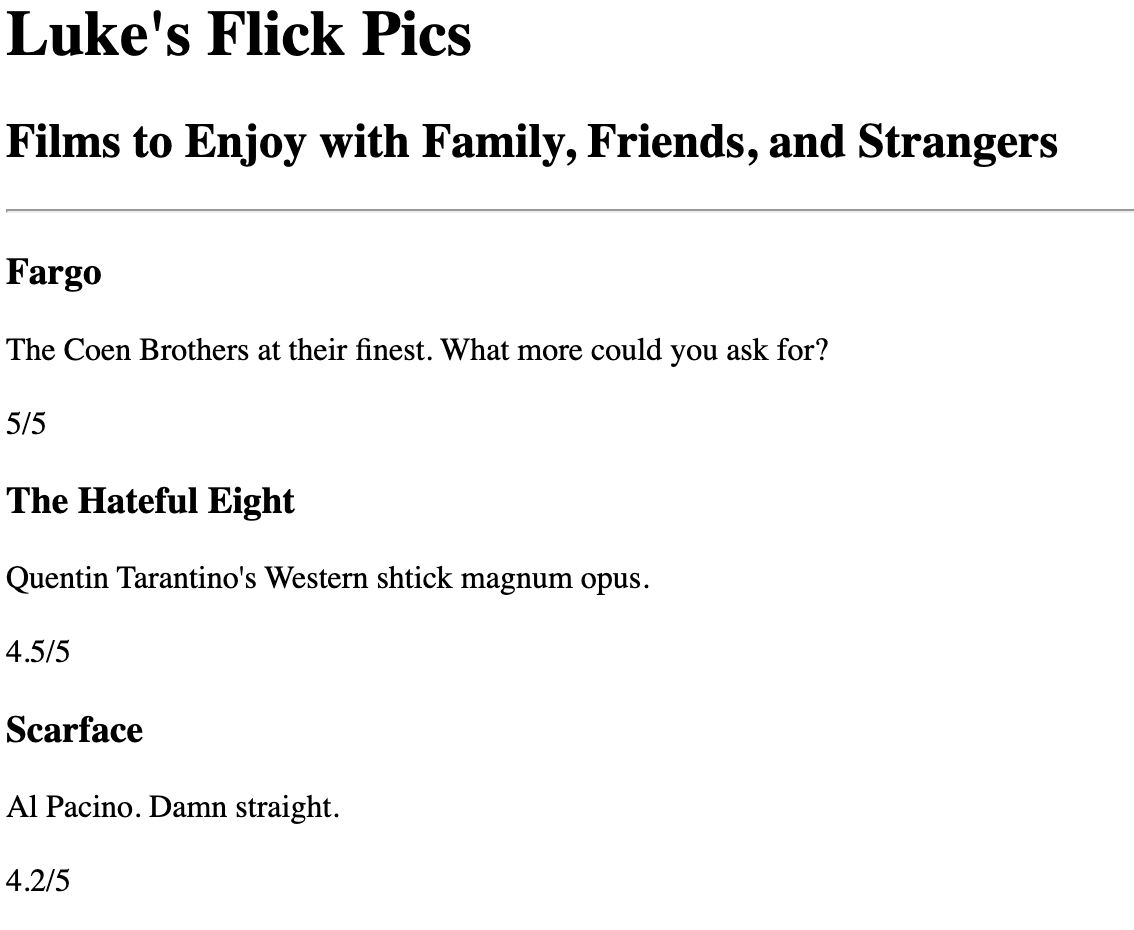 Luke's Flick Pics
Films to Enjoy with Family, Friends, and Strangers
Fargo
The Coen Brothers at their finest. What more could you ask for?
5/5
The Hateful Eight
Quentin Tarantino's Western shtick magnum opus.
4.5/5
Scarface
Al Pacino. Damn straight.
4.2/5